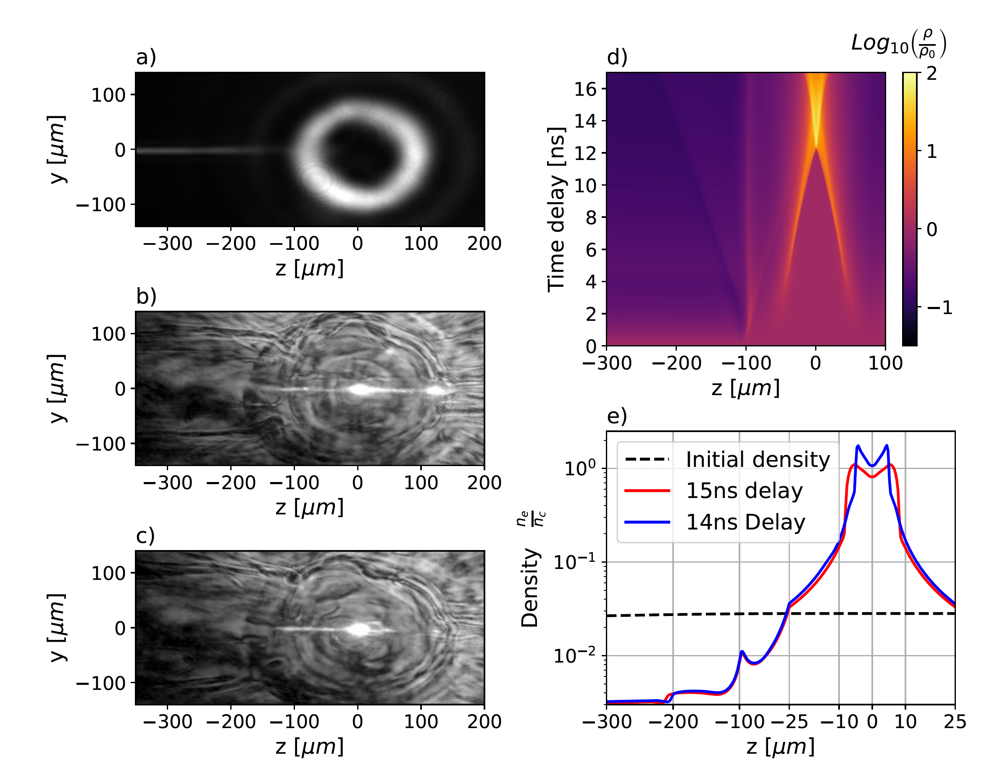 a)
100
0
−100
y [μm]
−300 −200 −100 0 100 200
z [μm]
b)
100
0
−100
y [μm]
−300 −200 −100 0 100 200
z [μm]
c)
100
0
−100
y [μm]
−300 −200 −100 0 100 200
z [μm]
d)
Log₁₀(ρ/ρ₀)
16
14
12
10
8
6
4
2
0
Time delay [ns]
−300 −200 −100 0 100
z [μm]
2
1
0
−1
e)
Initial density
15ns delay
14ns Delay
10⁰
10⁻¹
10⁻²
Density nₑ/n_c
−300 −200 −100 −25 −10 0 10 25
z [μm]